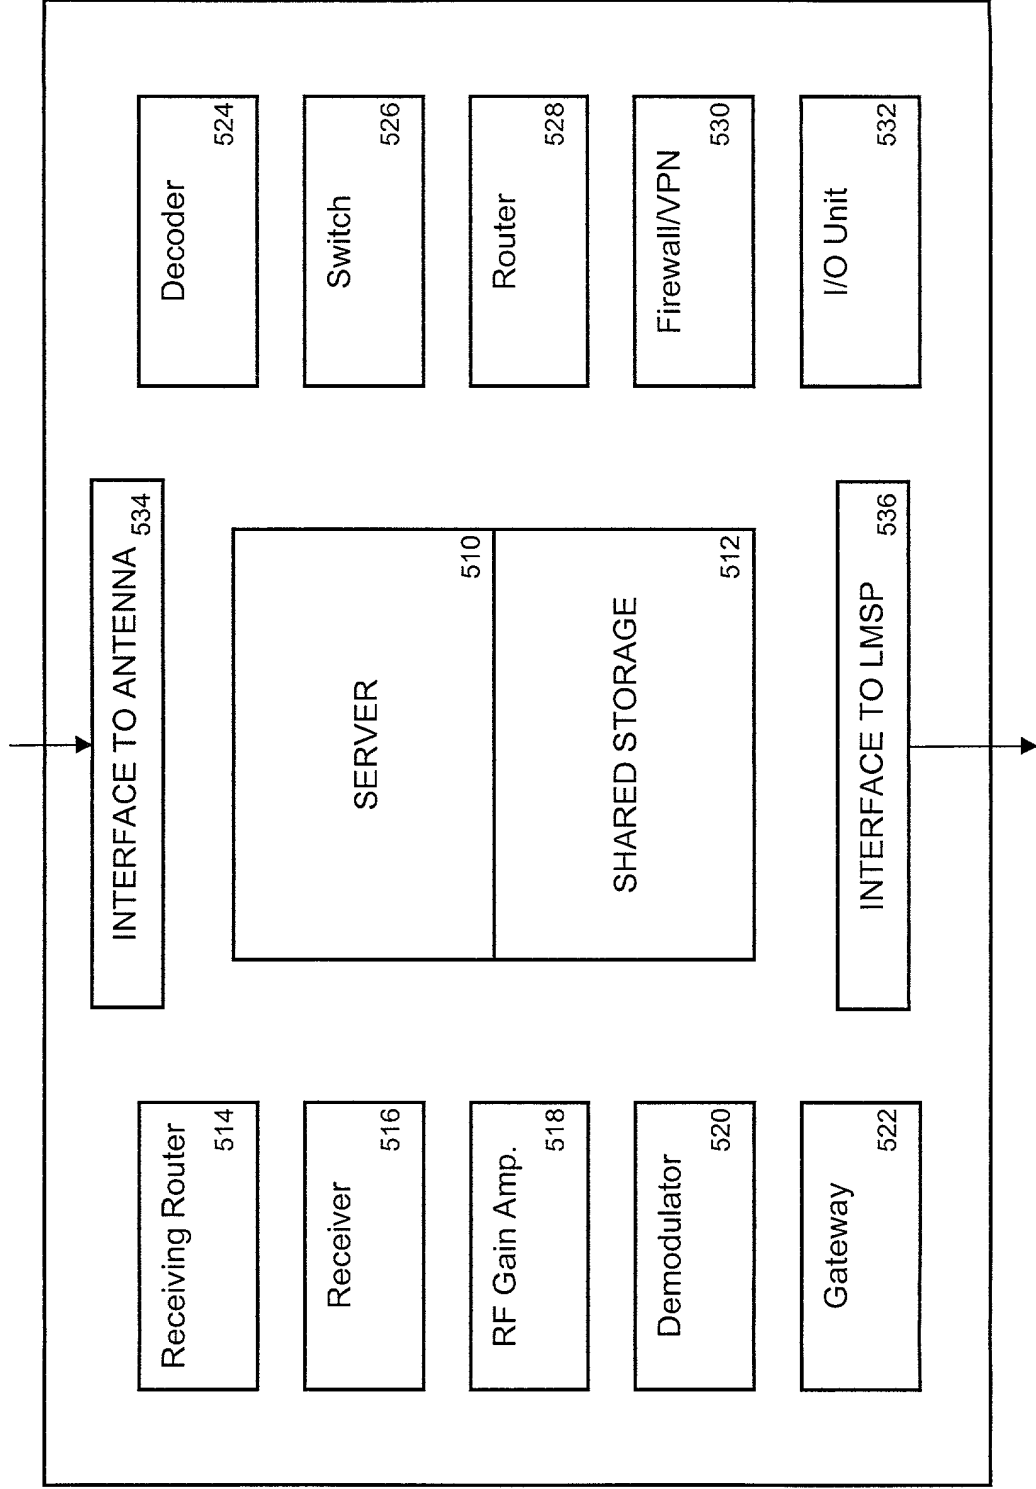 INTERFACE TO ANTENNA
534
Receiving Router
514
Receiver
516
RF Gain Amp.
518
Demodulator
520
Gateway
522
SERVER
510
SHARED STORAGE
512
INTERFACE TO LMSP
536
Decoder
524
Switch
526
Router
528
Firewall/VPN
530
I/O Unit
532